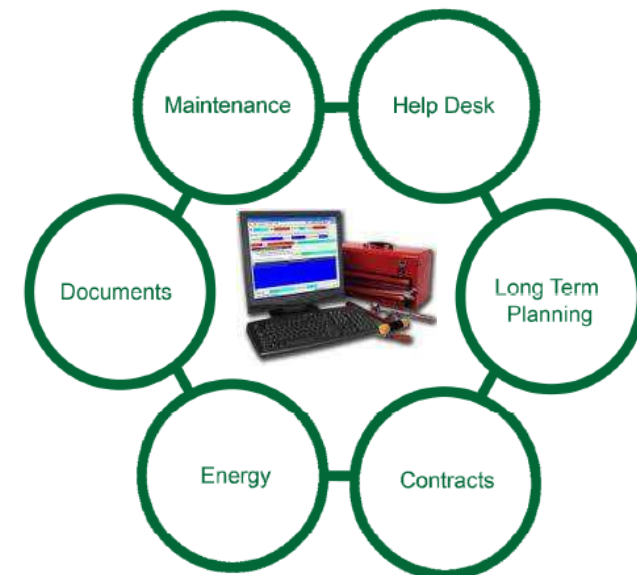 Maintenance
Help Desk
Documents
Long Term
Planning
Energy
Contracts